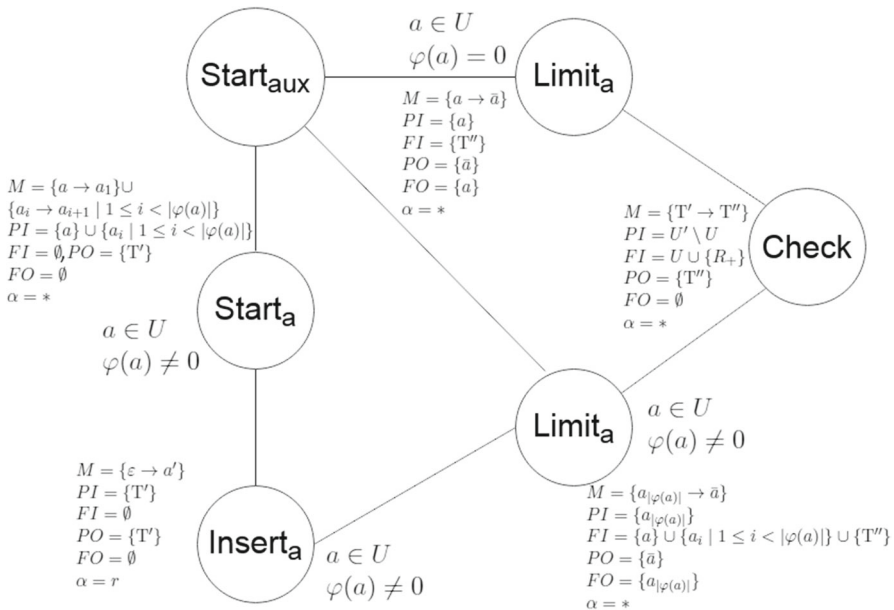 Start_aux
a ∈ U
φ(a) = 0
Limit_a
M = {a → ā}
PI = {a}
FI = {T″}
PO = {ā}
FO = {a}
α = *
M = {a → a₁}∪
{a_i → a_{i+1} | 1 ≤ i < |φ(a)|}
PI = {a} ∪ {a_i | 1 ≤ i < |φ(a)|}
FI = ∅, PO = {T′}
FO = ∅
α = *
M = {T′ → T″}
PI = U′ \ U
FI = U ∪ {R₊}
PO = {T″}
FO = ∅
α = *
Check
Start_a
a ∈ U
φ(a) ≠ 0
Limit_a
a ∈ U
φ(a) ≠ 0
M = {ε → a′}
PI = {T′}
FI = ∅
PO = {T′}
FO = ∅
α = r
Insert_a
a ∈ U
φ(a) ≠ 0
M = {a_{|φ(a)|} → ā}
PI = {a_{|φ(a)|}}
FI = {a} ∪ {a_i | 1 ≤ i < |φ(a)|} ∪ {T″}
PO = {ā}
FO = {a_{|φ(a)|}}
α = *